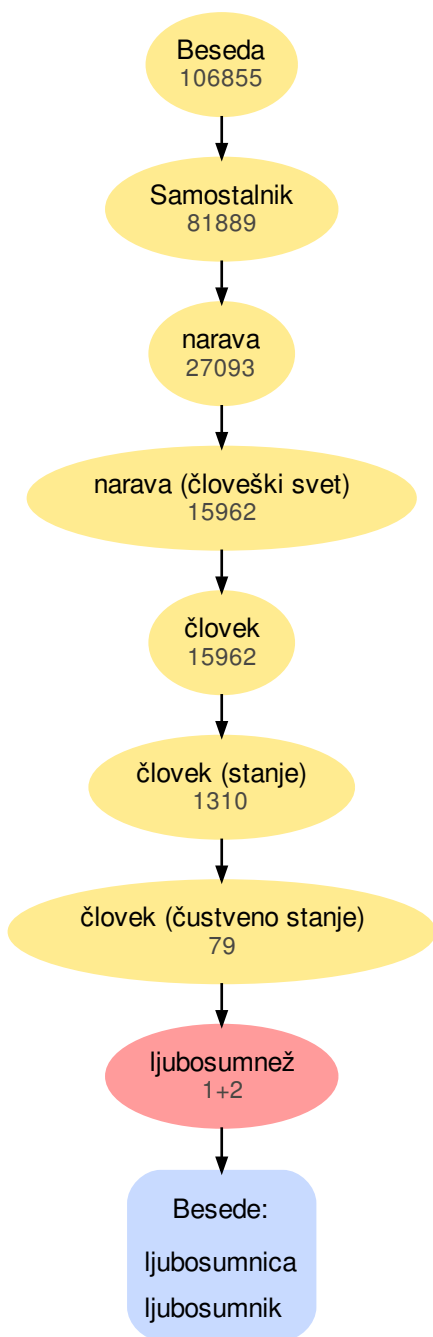 Beseda
106855
Samostalnik
81889
narava
27093
narava (človeški svet)
15962
človek
15962
človek (stanje)
1310
človek (čustveno stanje)
79
ljubosumnež
1+2
Besede:
ljubosumnica
ljubosumnik